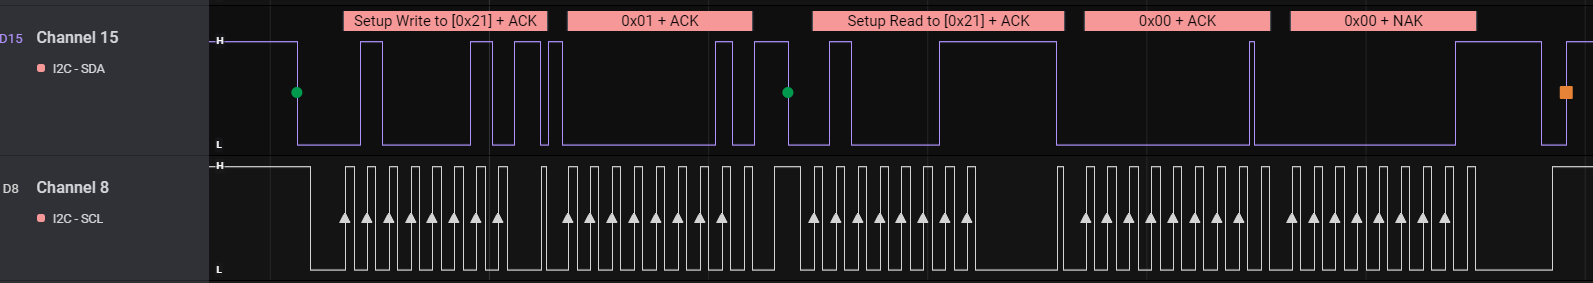 Setup Write to [0x21] + ACK
0x01 + ACK
Setup Read to [0x21] + ACK
0x00 + ACK
0x00 + NAK
D15 Channel 15
I2C - SDA
H
L
D8 Channel 8
I2C - SCL
H
L